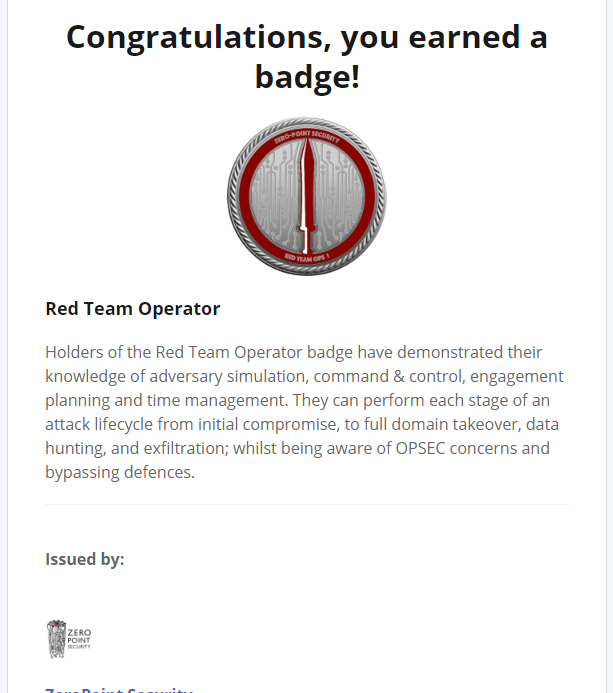 Congratulations, you earned a
badge!
ZERO-POINT SECURITY
RED TEAM OPS 1
Red Team Operator
Holders of the Red Team Operator badge have demonstrated their
knowledge of adversary simulation, command & control, engagement
planning and time management. They can perform each stage of an
attack lifecycle from initial compromise, to full domain takeover, data
hunting, and exfiltration; whilst being aware of OPSEC concerns and
bypassing defences.
Issued by:
ZERO
POINT
SECURITY
ZeroPoint Security